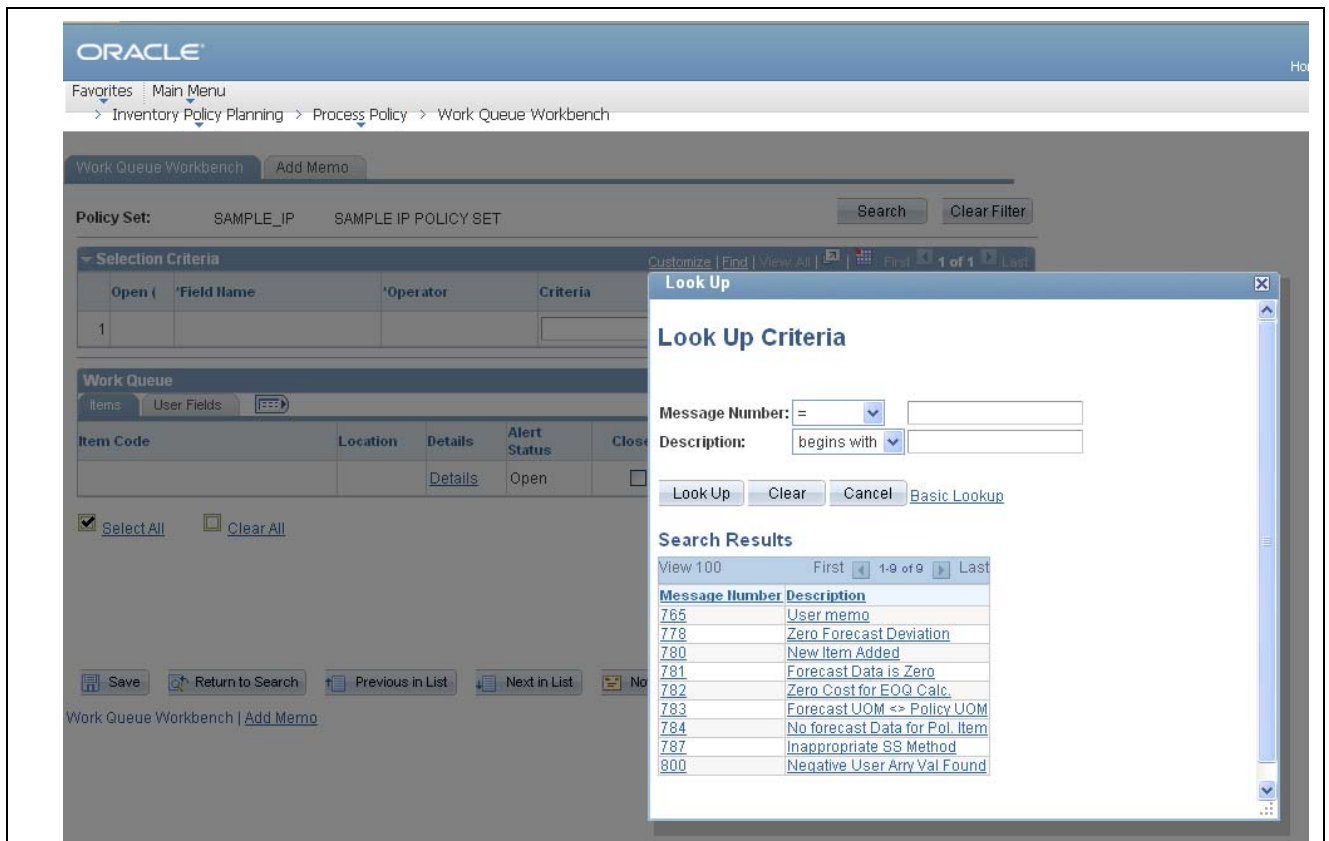 ORACLE
Ho
Favorites Main Menu
> Inventory Policy Planning > Process Policy > Work Queue Workbench
Work Queue Workbench Add Memo
Policy Set: SAMPLE_IP SAMPLE IP POLICY SET Search Clear Filter
Selection Criteria Customize | Find | View All | First 1 of 1 Last
Open ( *Field Name *Operator Criteria
1
Work Queue
Items User Fields
Item Code Location Details Alert Status Close
Details Open
Select All Clear All
Save Return to Search Previous in List Next in List No
Work Queue Workbench | Add Memo
Look Up
Look Up Criteria
Message Number: =
Description: begins with
Look Up Clear Cancel Basic Lookup
Search Results
View 100 First 1-9 of 9 Last
Message Number Description
765 User memo
778 Zero Forecast Deviation
780 New Item Added
781 Forecast Data is Zero
782 Zero Cost for EOQ Calc.
783 Forecast UOM <> Policy UOM
784 No forecast Data for Pol. Item
787 Inappropriate SS Method
800 Negative User Arry Val Found